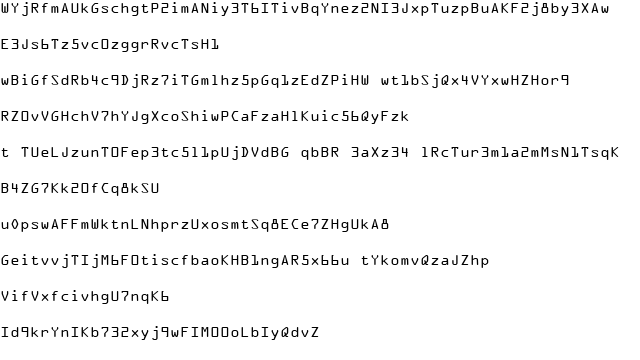 WYjRfmAUkGschgtP2imANiy3T6ITivBqYnez2NI3JxpTuzpBuAKF2j8by3XAw
E3Js6Tz5vcOzggrRvcTsH1
wBiGfSdRb4c9DjRz7iTGm1hz5pGq1zEdZPiHW wt1bSjQx4VYxwHZHor9
RZOvVGHchV7hYJgXcoShiwPCaFzaH1Kuic56QyFzk
t TUeLJzunTOFep3tc511pUjDVdBG qbBR 3aXz34 1RcTur3m1a2mMsN1TsqK
B4ZG7Kk2OfCq8kSU
u0pswAFFmWktnLNhprzUxosmtSq8ECe7ZHgUkA8
GeitvvjTIjM6FOtiscfbaoKHB1ngAR5x66u tYkomvQzaJZhp
VifVxfcivhgU7nqK6
Id9krYnIKb732xyj9wFIMOOoLbIyQdvZ